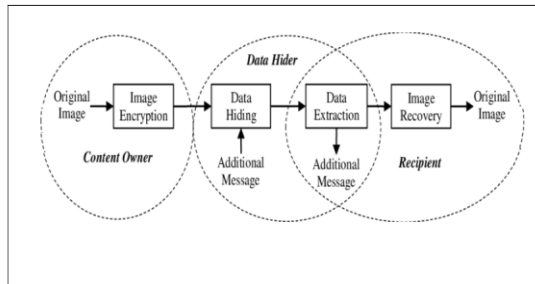 Data Hider
Original
Image
Image
Encryption
Data
Hiding
Data
Extraction
Image
Recovery
Original
Image
Content Owner
Additional
Message
Additional
Message
Recipient